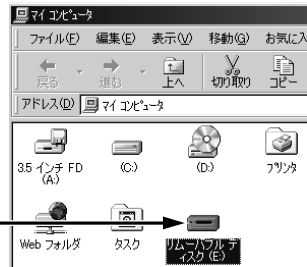 マイ コンピュータ
ファイル(F) 編集(E) 表示(V) 移動(G) お気に入
戻る 進む 上へ 切り取り コピー
アドレス(D) マイ コンピュータ
3.5 インチ FD (A:) (C:) (D:) プリンタ
Web フォルダ タスク リムーバブル ディスク (E:)